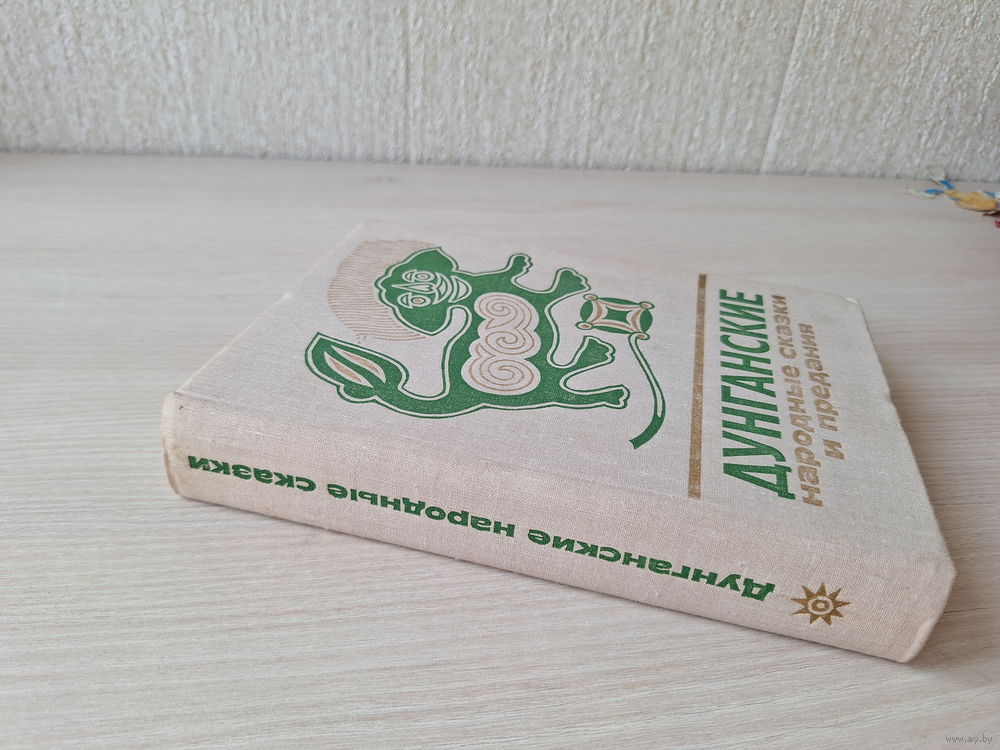 ДУНГАНСКИЕ
народные сказки
и предания
Дунганские народные сказки
www.ay.by